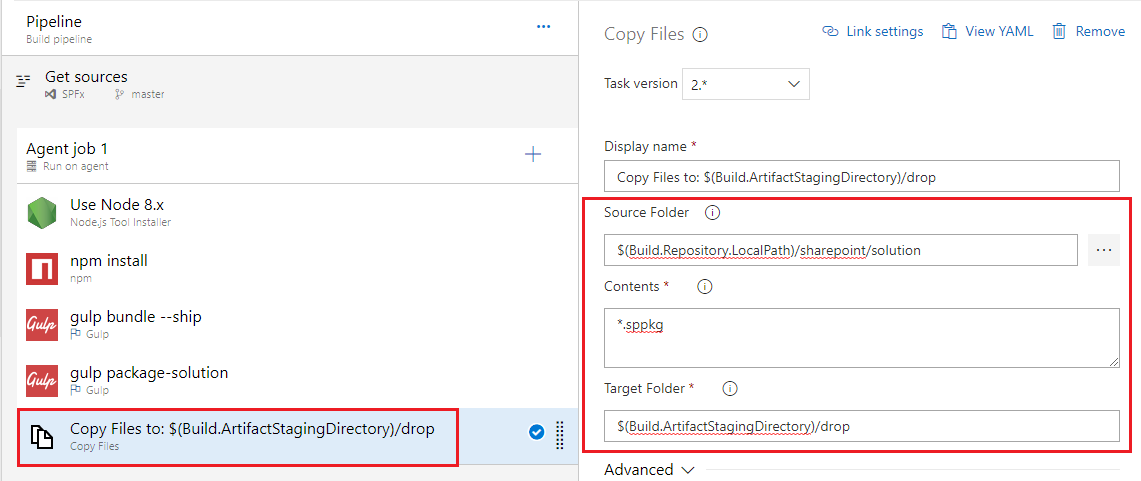 Pipeline
Build pipeline
...
Get sources
SPFx master
Agent job 1
Run on agent
Use Node 8.x
Node.js Tool Installer
npm install
npm
Gulp
gulp bundle --ship
Gulp
Gulp
gulp package-solution
Gulp
Copy Files to: $(Build.ArtifactStagingDirectory)/drop
Copy Files
Copy Files
Link settings View YAML Remove
Task version 2.*
Display name *
Copy Files to: $(Build.ArtifactStagingDirectory)/drop
Source Folder
$(Build.Repository.LocalPath)/sharepoint/solution
...
Contents *
*.sppkg
Target Folder *
$(Build.ArtifactStagingDirectory)/drop
Advanced